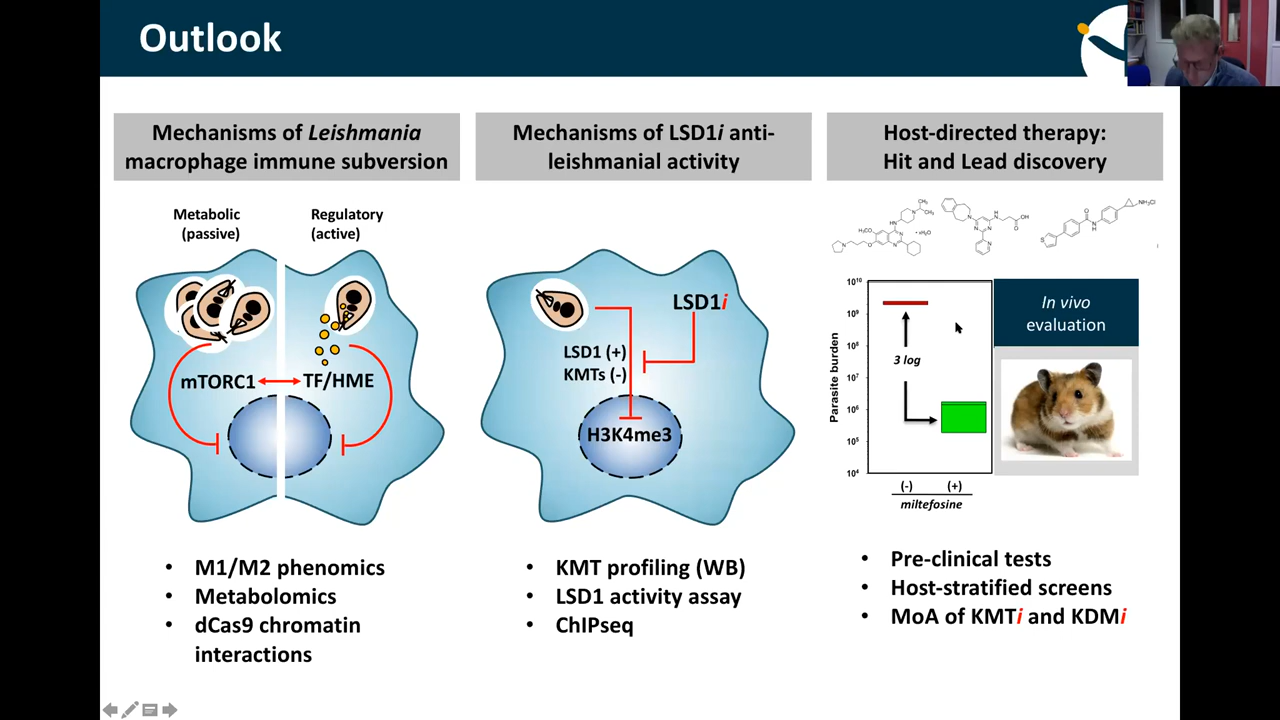 Outlook
Mechanisms of Leishmania
macrophage immune subversion
Metabolic
(passive)
Regulatory
(active)
mTORC1
TF/HME
M1/M2 phenomics
Metabolomics
dCas9 chromatin
interactions
Mechanisms of LSD1i anti-
leishmanial activity
LSD1i
LSD1 (+)
KMTs (-)
H3K4me3
KMT profiling (WB)
LSD1 activity assay
ChIPseq
Host-directed therapy:
Hit and Lead discovery
Parasite burden
10¹⁰
10⁹
10⁸
10⁷
10⁶
10⁵
10⁴
3 log
(-)
(+)
miltefosine
In vivo
evaluation
Pre-clinical tests
Host-stratified screens
MoA of KMTi and KDMi